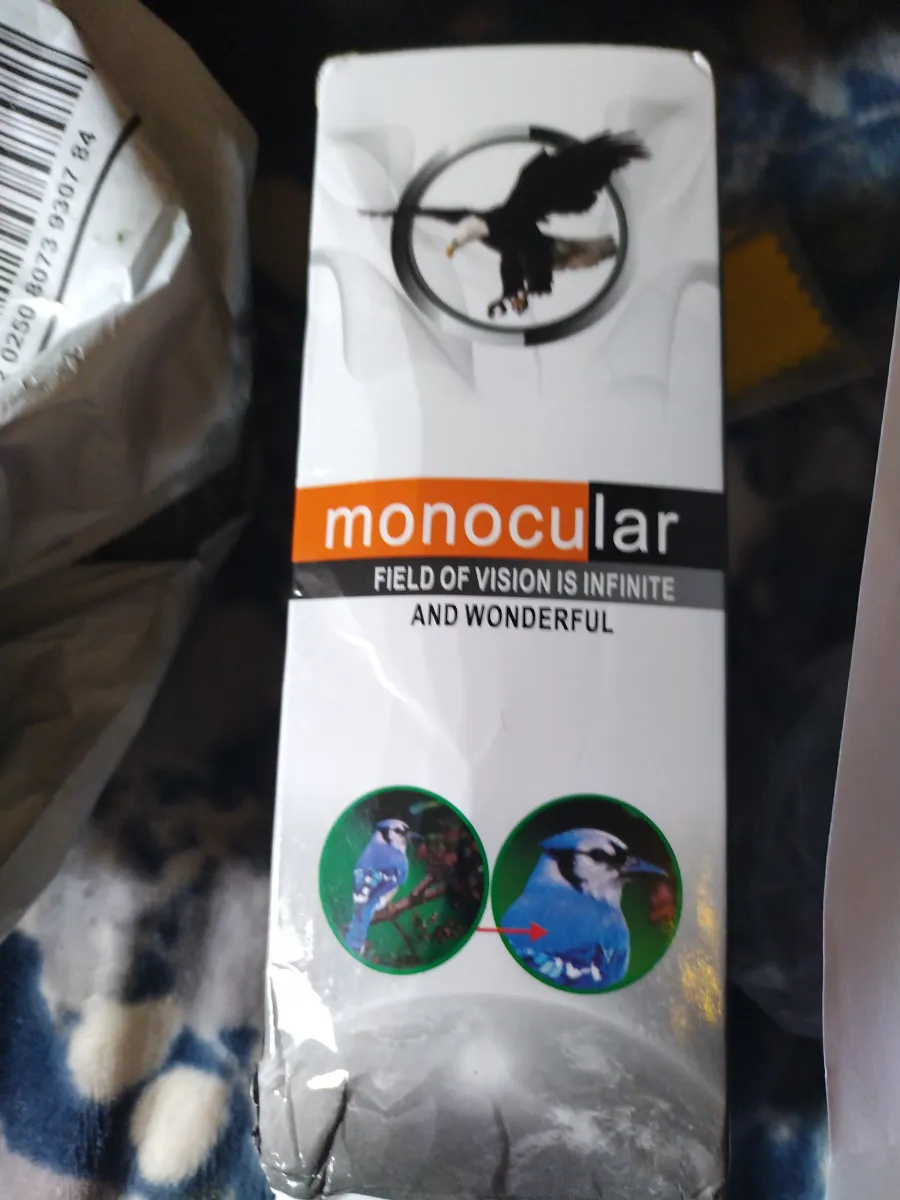 0250 8073 9307 84
monocular
FIELD OF VISION IS INFINITE
AND WONDERFUL